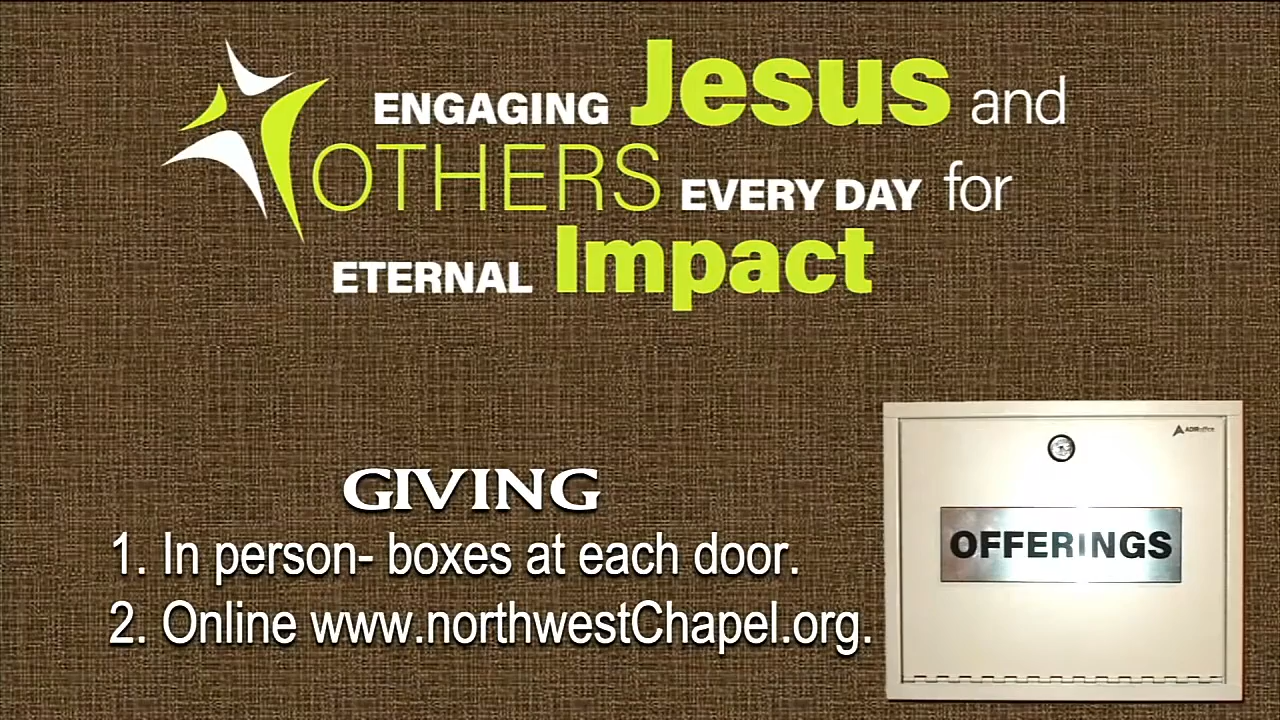 ENGAGING Jesus and
OTHERS EVERY DAY for
ETERNAL Impact
ADIRoffice
GIVING
OFFERINGS
1. In person- boxes at each door.
2. Online www.northwestChapel.org.